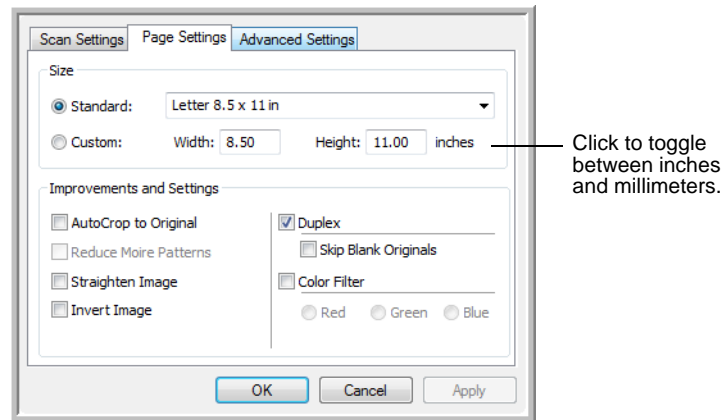 Scan Settings Page Settings Advanced Settings
Size
Standard: Letter 8.5 x 11 in
Custom: Width: 8.50 Height: 11.00 inches
Click to toggle
between inches
and millimeters.
Improvements and Settings
AutoCrop to Original
Reduce Moire Patterns
Straighten Image
Invert Image
Duplex
Skip Blank Originals
Color Filter
Red Green Blue
OK Cancel Apply